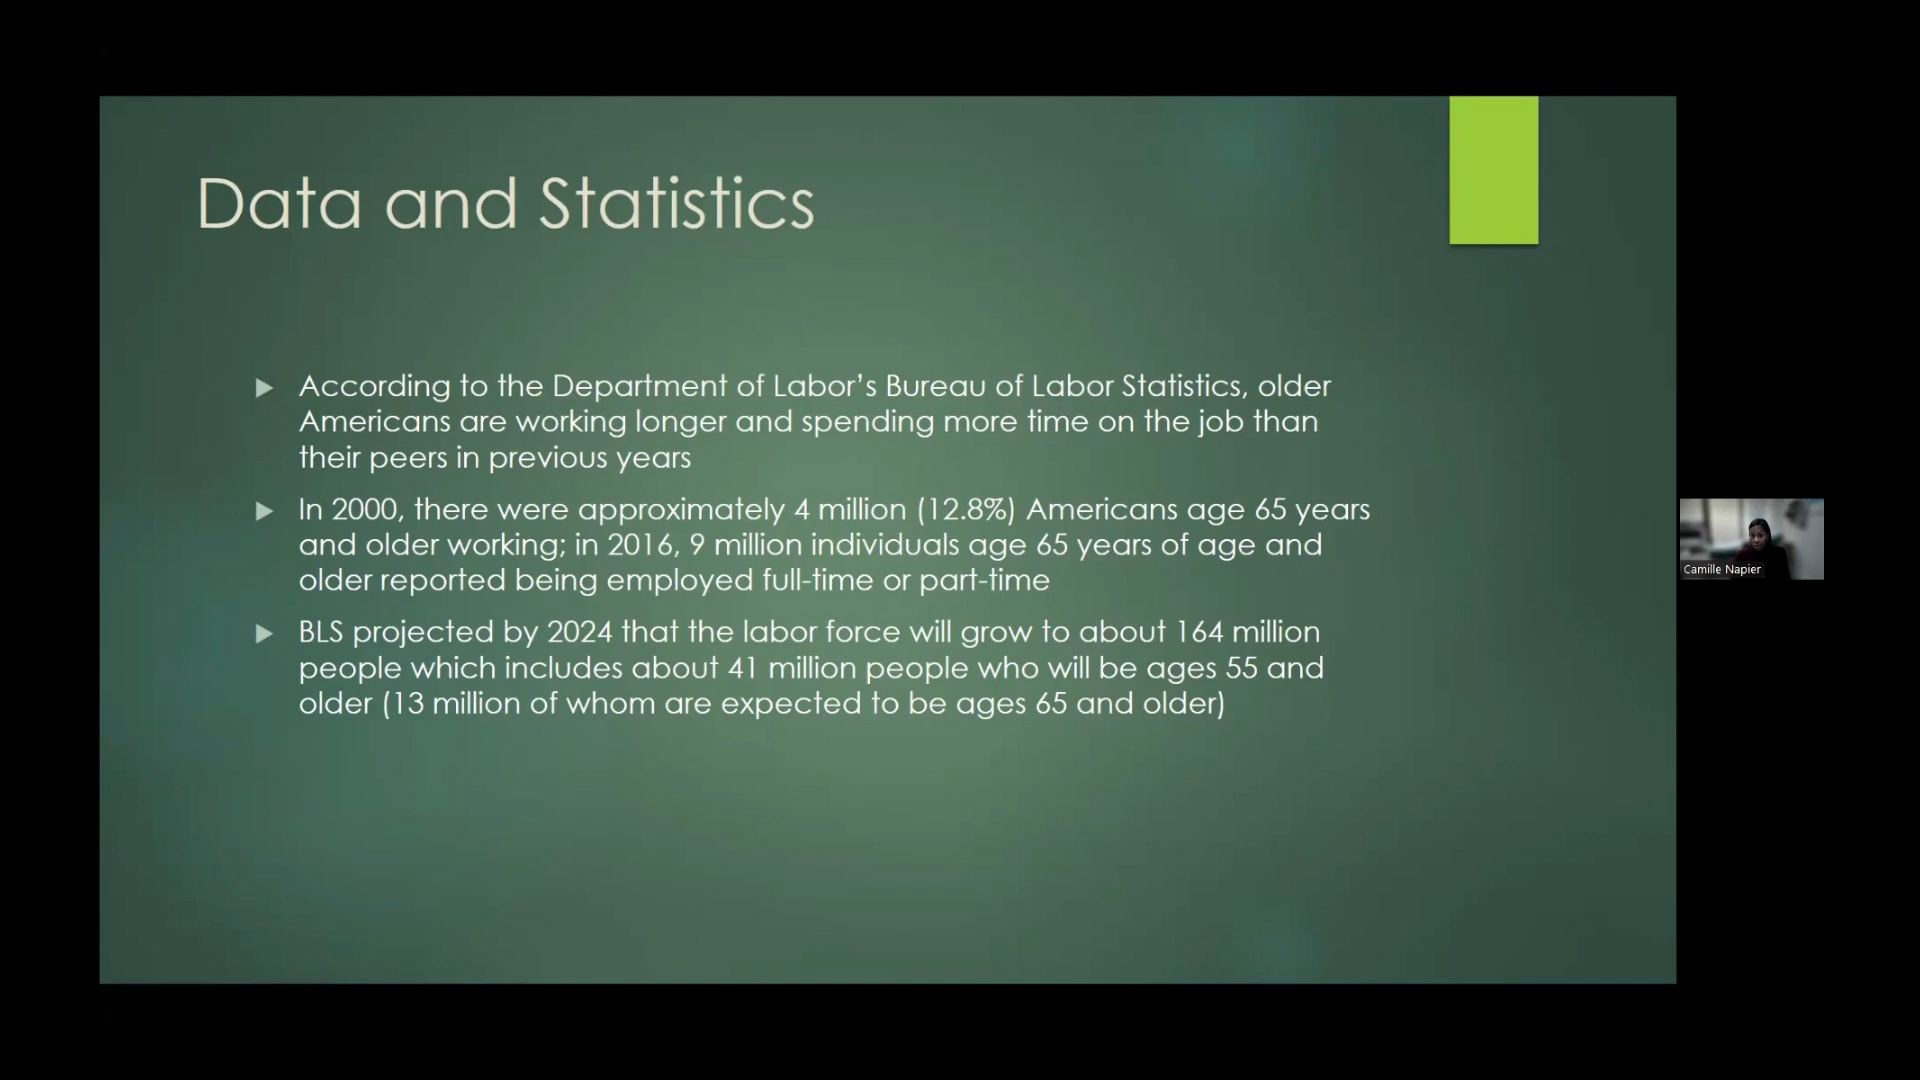 Data and Statistics
According to the Department of Labor’s Bureau of Labor Statistics, older
Americans are working longer and spending more time on the job than
their peers in previous years
In 2000, there were approximately 4 million (12.8%) Americans age 65 years
and older working; in 2016, 9 million individuals age 65 years of age and
older reported being employed full-time or part-time
BLS projected by 2024 that the labor force will grow to about 164 million
people which includes about 41 million people who will be ages 55 and
older (13 million of whom are expected to be ages 65 and older)
Camille Napier